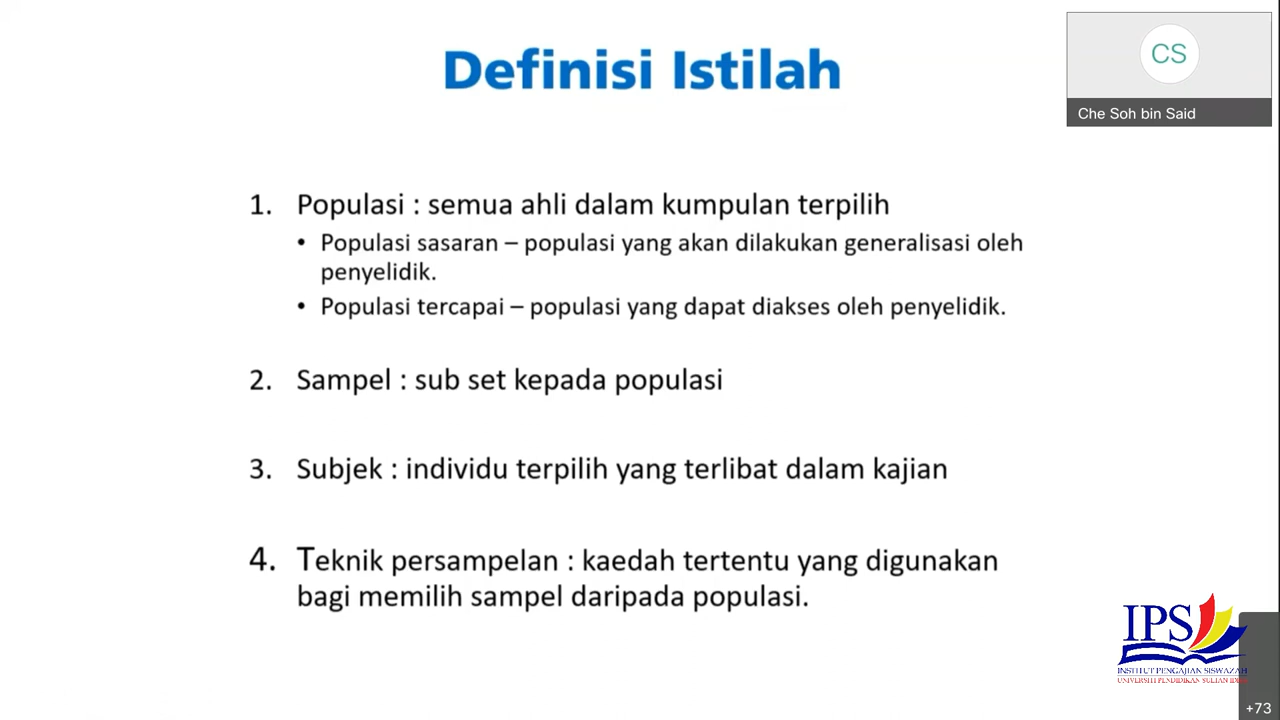 Definisi Istilah
CS
Che Soh bin Said
1. Populasi : semua ahli dalam kumpulan terpilih
• Populasi sasaran – populasi yang akan dilakukan generalisasi oleh
penyelidik.
• Populasi tercapai – populasi yang dapat diakses oleh penyelidik.
2. Sampel : sub set kepada populasi
3. Subjek : individu terpilih yang terlibat dalam kajian
4. Teknik persampelan : kaedah tertentu yang digunakan
bagi memilih sampel daripada populasi.
IPS
INSTITUT PENGAJIAN SISWAZAH
UNIVERSITI PENDIDIKAN SULTAN
+73